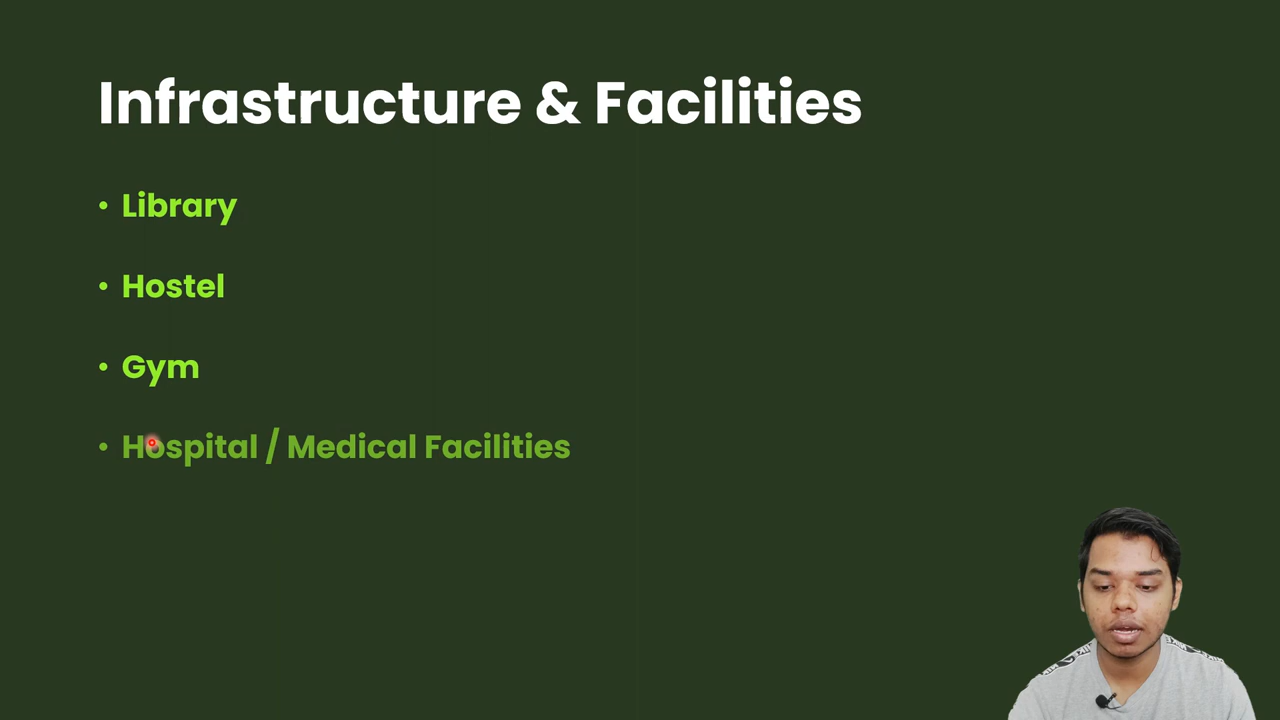 Infrastructure & Facilities
• Library
• Hostel
• Gym
• Hospital / Medical Facilities